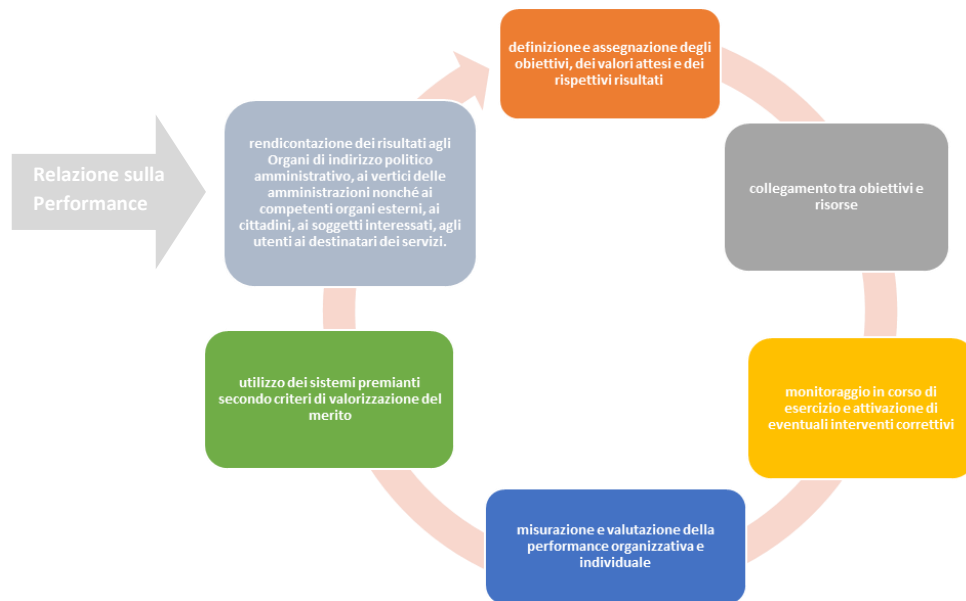 definizione e assegnazione degli
obiettivi, dei valori attesi e dei
rispettivi risultati
collegamento tra obiettivi e
risorse
monitoraggio in corso di
esercizio e attivazione di
eventuali interventi correttivi
misurazione e valutazione della
performance organizzativa e
individuale
utilizzo dei sistemi premianti
secondo criteri di valorizzazione del
merito
rendicontazione dei risultati agli
Organi di indirizzo politico
amministrativo, ai vertici delle
amministrazioni nonché ai
competenti organi esterni, ai
cittadini, ai soggetti interessati, agli
utenti ai destinatari dei servizi.
Relazione sulla
Performance